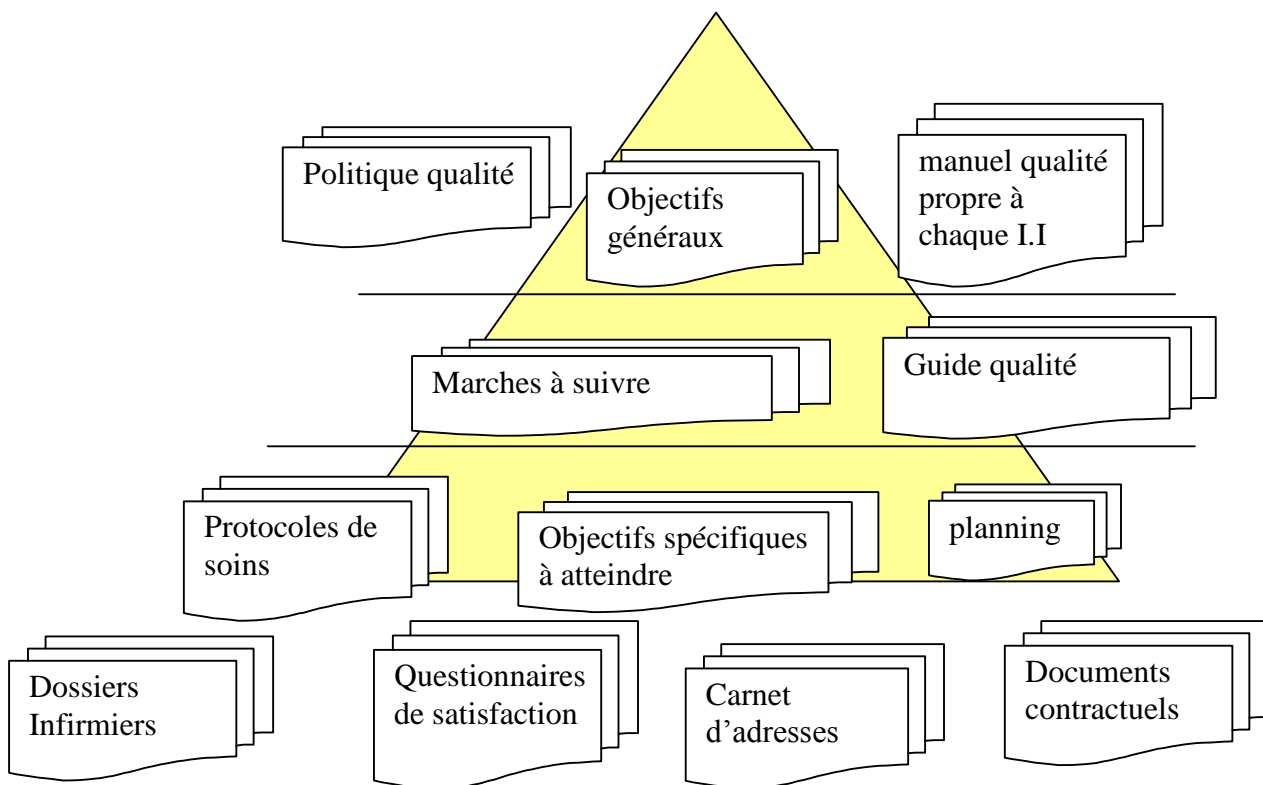 Politique qualité
Objectifs
généraux
manuel qualité
propre à
chaque I.I
Marches à suivre
Guide qualité
Protocoles de
soins
Objectifs spécifiques
à atteindre
planning
Dossiers
Infirmiers
Questionnaires
de satisfaction
Carnet
d’adresses
Documents
contractuels